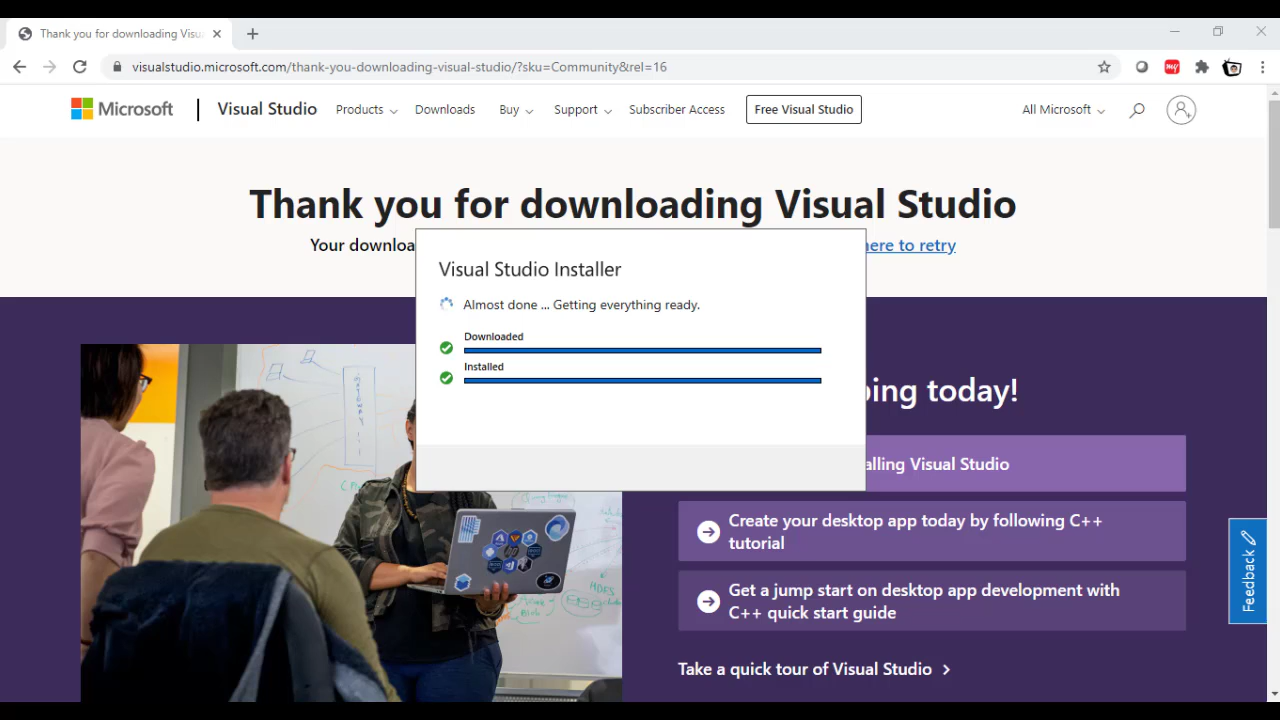 Thank you for downloading Visu
visualstudio.microsoft.com/thank-you-downloading-visual-studio/?sku=Community&rel=16
my
Microsoft
Visual Studio
Products
Downloads
Buy
Support
Subscriber Access
Free Visual Studio
All Microsoft
Thank you for downloading Visual Studio
Your downloa
here to retry
Visual Studio Installer
Almost done ... Getting everything ready.
Downloaded
Installed
ping today!
alling Visual Studio
Create your desktop app today by following C++
tutorial
Get a jump start on desktop app development with
C++ quick start guide
Take a quick tour of Visual Studio
Feedback